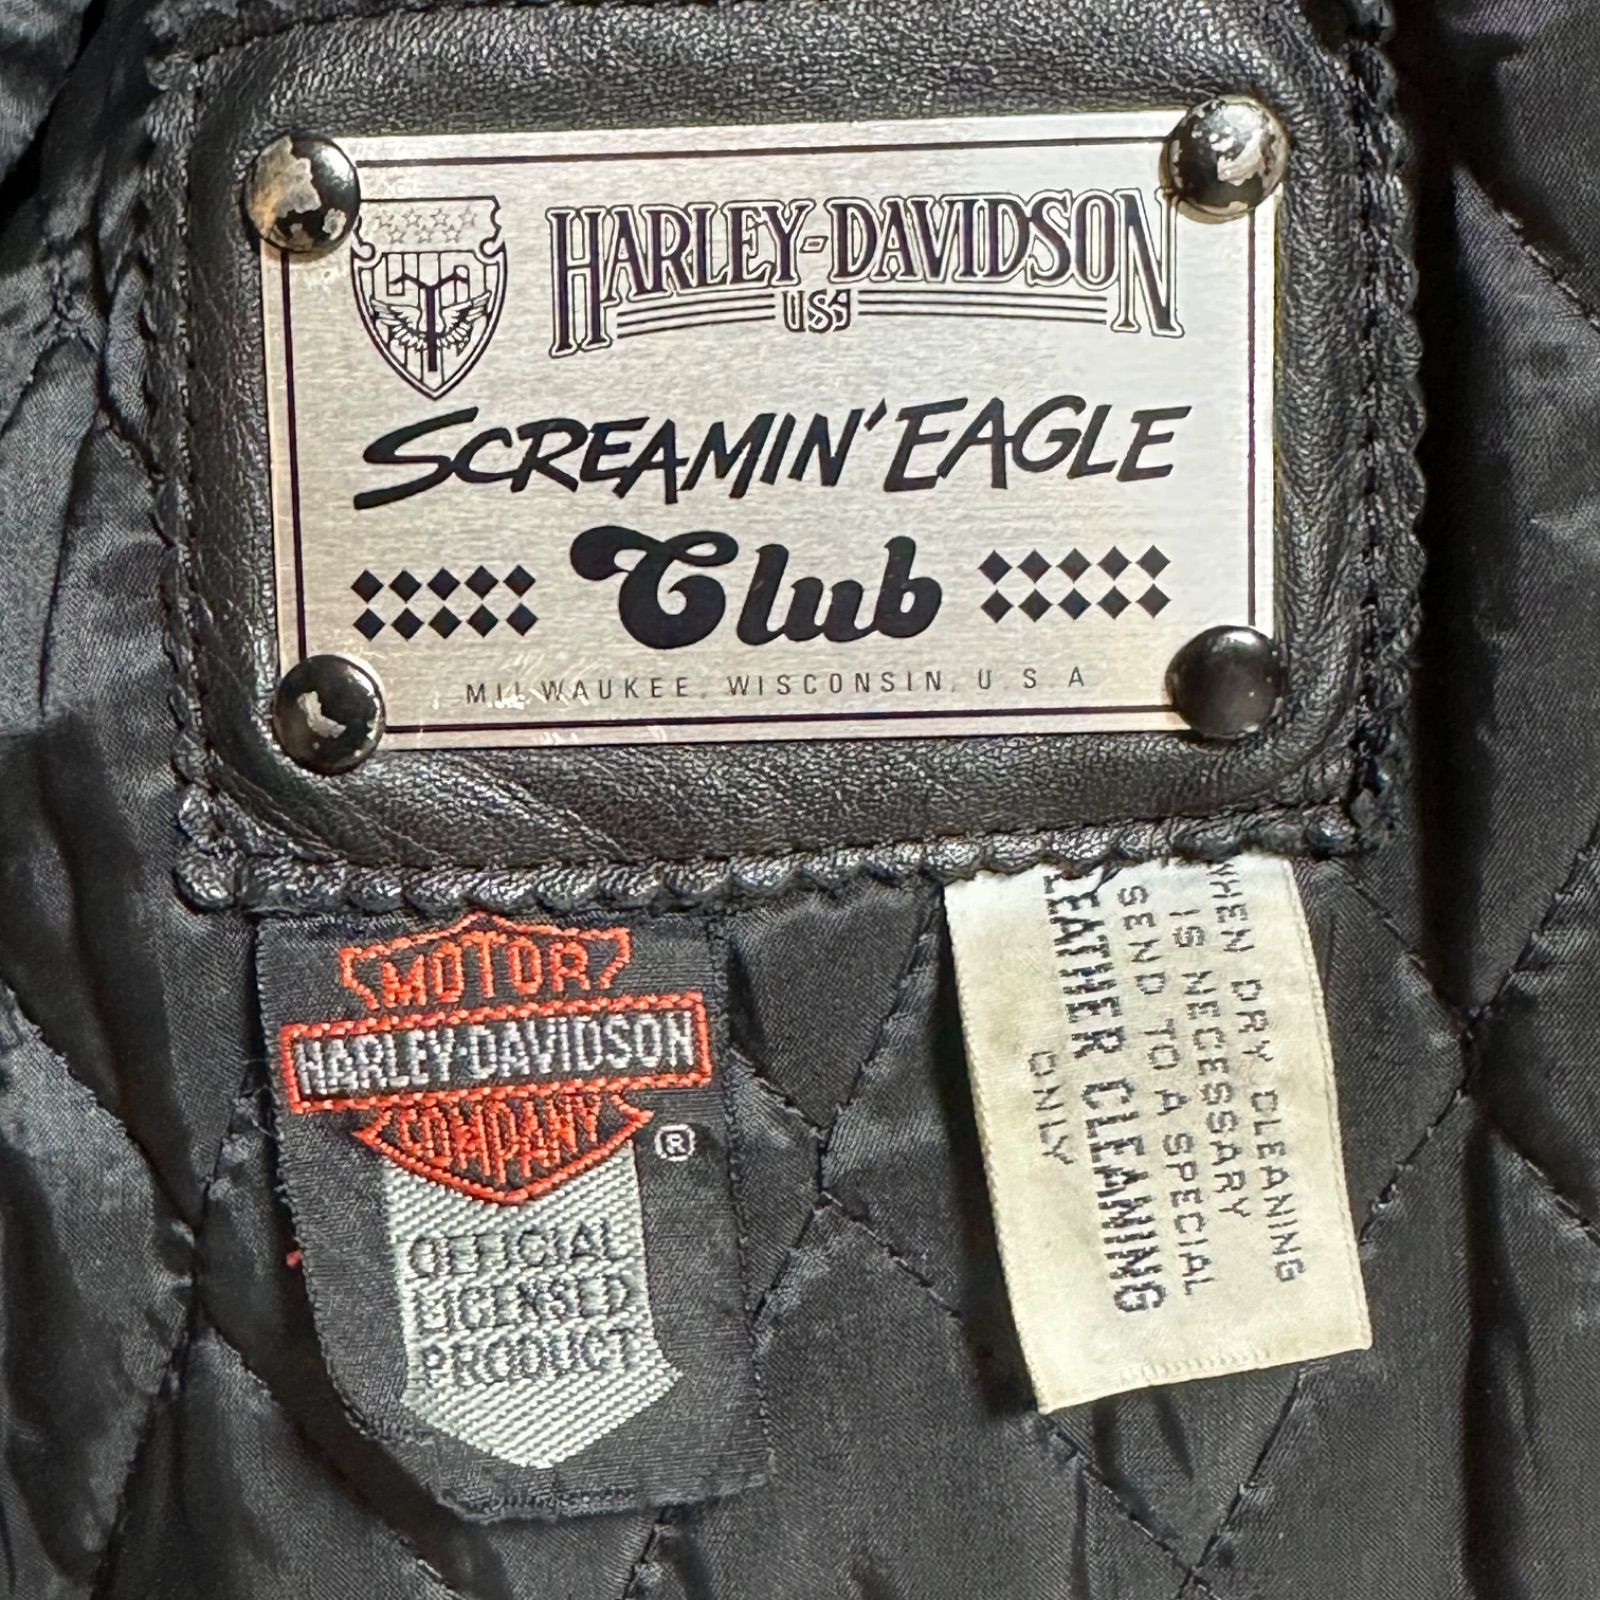 HARLEY-DAVIDSON
USA
SCREAMIN' EAGLE
Club
MILWAUKEE, WISCONSIN, U.S.A
MOTOR
HARLEY-DAVIDSON
COMPANY
®
OFFICIAL
LICENSED
PRODUCT
WHEN DRY CLEANING
IS NECESSARY
SEND TO A SPECIAL
LEATHER CLEANING
ONLY